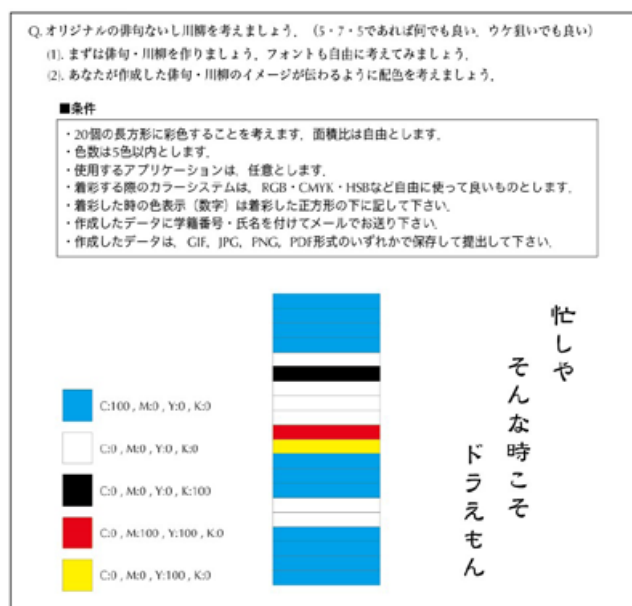 Q. オリジナルの俳句ないし川柳を考えましょう。（5・7・5であれば何でも良い．ウケ狙いでも良い）
(1). まずは俳句・川柳を作りましょう。フォントも自由に考えてみましょう。
(2). あなたが作成した俳句・川柳のイメージが伝わるように配色を考えましょう。
■条件
・20個の長方形に彩色することを考えます．面積比は自由とします．
・色数は5色以内とします．
・使用するアプリケーションは，任意とします．
・着彩する際のカラーシステムは，RGB・CMYK・HSBなど自由に使って良いものとします．
・着彩した時の色表示（数字）は着彩した正方形の下に記して下さい．
・作成したデータに学籍番号・氏名を付けてメールでお送り下さい．
・作成したデータは，GIF，JPG，PNG，PDF形式のいずれかで保存して提出して下さい．
忙しや
そんな時こそ
ドラえもん
C:100 , M:0 , Y:0 , K:0
C:0 , M:0 , Y:0 , K:0
C:0 , M:0 , Y:0 , K:100
C:0 , M:100 , Y:100 , K:0
C:0 , M:0 , Y:100 , K:0